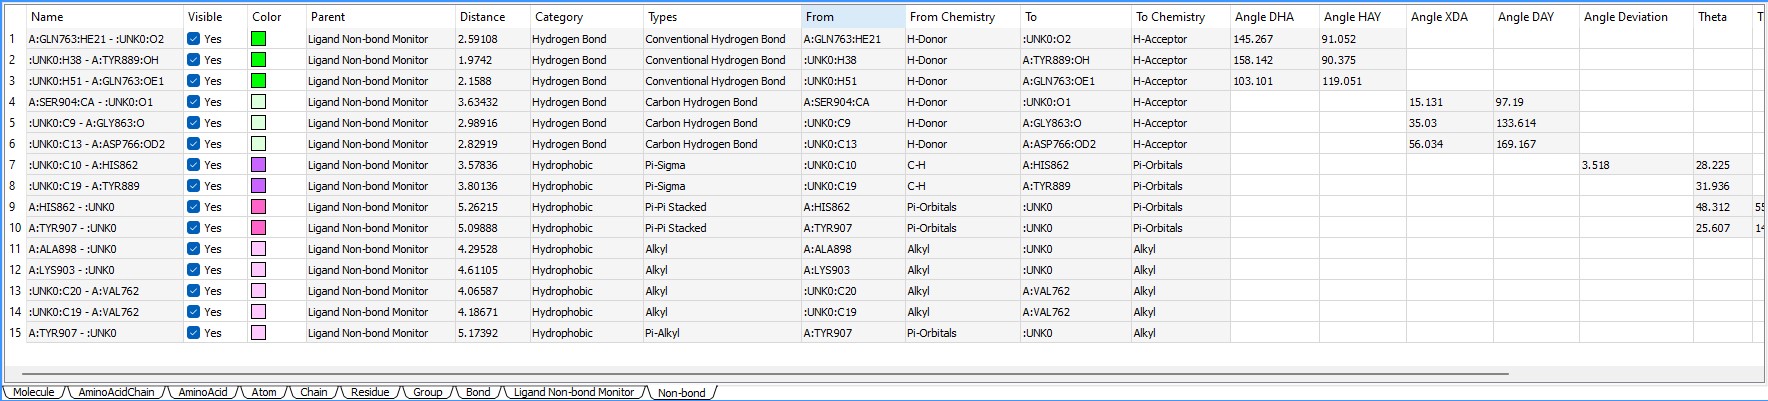 Name Visible Color Parent Distance Category Types From From Chemistry To To Chemistry Angle DHA Angle HAY Angle XDA Angle DAY Angle Deviation Theta T
1 A:GLN763:HE21 - :UNK0:O2 Yes Ligand Non-bond Monitor 2.59108 Hydrogen Bond Conventional Hydrogen Bond A:GLN763:HE21 H-Donor :UNK0:O2 H-Acceptor 145.267 91.052
2 :UNK0:H38 - A:TYR889:OH Yes Ligand Non-bond Monitor 1.9742 Hydrogen Bond Conventional Hydrogen Bond :UNK0:H38 H-Donor A:TYR889:OH H-Acceptor 158.142 90.375
3 :UNK0:H51 - A:GLN763:OE1 Yes Ligand Non-bond Monitor 2.1588 Hydrogen Bond Conventional Hydrogen Bond :UNK0:H51 H-Donor A:GLN763:OE1 H-Acceptor 103.101 119.051
4 A:SER904:CA - :UNK0:O1 Yes Ligand Non-bond Monitor 3.63432 Hydrogen Bond Carbon Hydrogen Bond A:SER904:CA H-Donor :UNK0:O1 H-Acceptor 15.131 97.19
5 :UNK0:C9 - A:GLY863:O Yes Ligand Non-bond Monitor 2.98916 Hydrogen Bond Carbon Hydrogen Bond :UNK0:C9 H-Donor A:GLY863:O H-Acceptor 35.03 133.614
6 :UNK0:C13 - A:ASP766:OD2 Yes Ligand Non-bond Monitor 2.82919 Hydrogen Bond Carbon Hydrogen Bond :UNK0:C13 H-Donor A:ASP766:OD2 H-Acceptor 56.034 169.167
7 :UNK0:C10 - A:HIS862 Yes Ligand Non-bond Monitor 3.57836 Hydrophobic Pi-Sigma :UNK0:C10 C-H A:HIS862 Pi-Orbitals 3.518 28.225
8 :UNK0:C19 - A:TYR889 Yes Ligand Non-bond Monitor 3.80136 Hydrophobic Pi-Sigma :UNK0:C19 C-H A:TYR889 Pi-Orbitals 31.936
9 A:HIS862 - :UNK0 Yes Ligand Non-bond Monitor 5.26215 Hydrophobic Pi-Pi Stacked A:HIS862 Pi-Orbitals :UNK0 Pi-Orbitals 48.312 55
10 A:TYR907 - :UNK0 Yes Ligand Non-bond Monitor 5.09888 Hydrophobic Pi-Pi Stacked A:TYR907 Pi-Orbitals :UNK0 Pi-Orbitals 25.607 14
11 A:ALA898 - :UNK0 Yes Ligand Non-bond Monitor 4.29528 Hydrophobic Alkyl A:ALA898 Alkyl :UNK0 Alkyl
12 A:LYS903 - :UNK0 Yes Ligand Non-bond Monitor 4.61105 Hydrophobic Alkyl A:LYS903 Alkyl :UNK0 Alkyl
13 :UNK0:C20 - A:VAL762 Yes Ligand Non-bond Monitor 4.06587 Hydrophobic Alkyl :UNK0:C20 Alkyl A:VAL762 Alkyl
14 :UNK0:C19 - A:VAL762 Yes Ligand Non-bond Monitor 4.18671 Hydrophobic Alkyl :UNK0:C19 Alkyl A:VAL762 Alkyl
15 A:TYR907 - :UNK0 Yes Ligand Non-bond Monitor 5.17392 Hydrophobic Pi-Alkyl A:TYR907 Pi-Orbitals :UNK0 Alkyl
Molecule AminoAcidChain AminoAcid Atom Chain Residue Group Bond Ligand Non-bond Monitor Non-bond